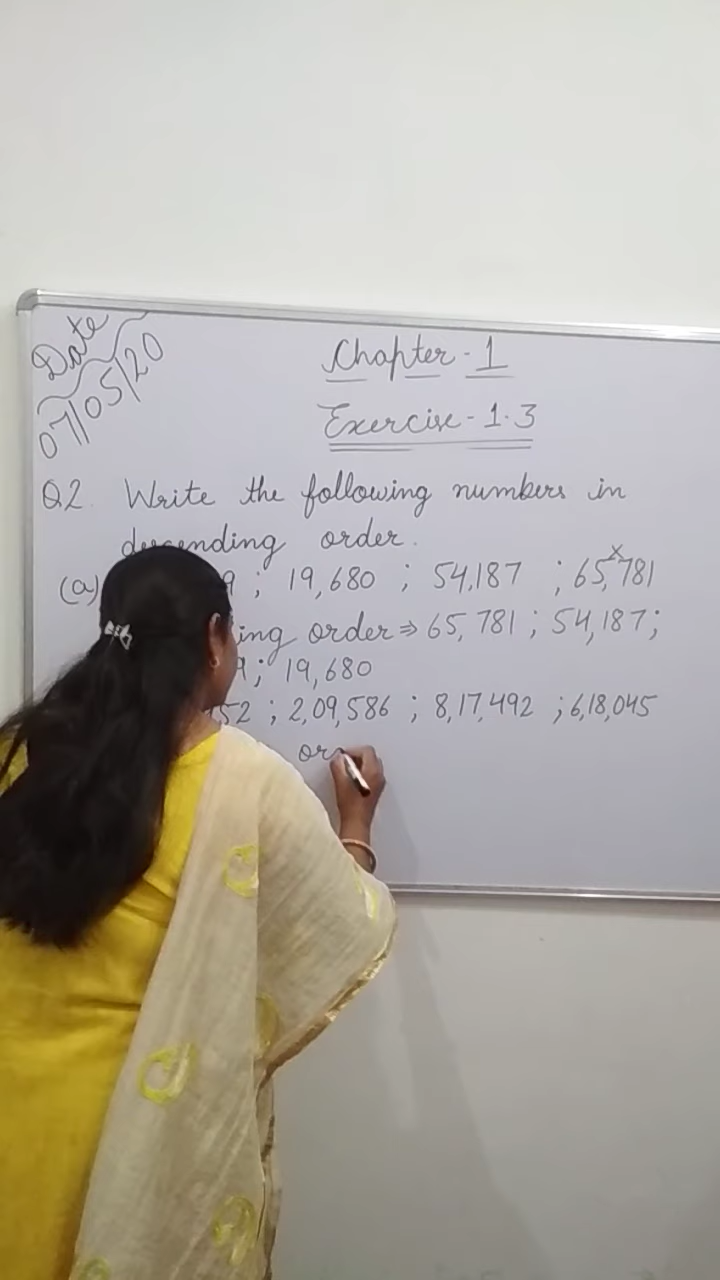 Date
07/05/20
Chapter - 1
Exercise - 1.3
Q2. Write the following numbers in
descending order.
(a) 9 ; 19,680 ; 54,187 ; 65,781
x
ing order ⇒ 65,781 ; 54,187 ;
9 ; 19,680
152 ; 2,09,586 ; 8,17,492 ; 6,18,045
or